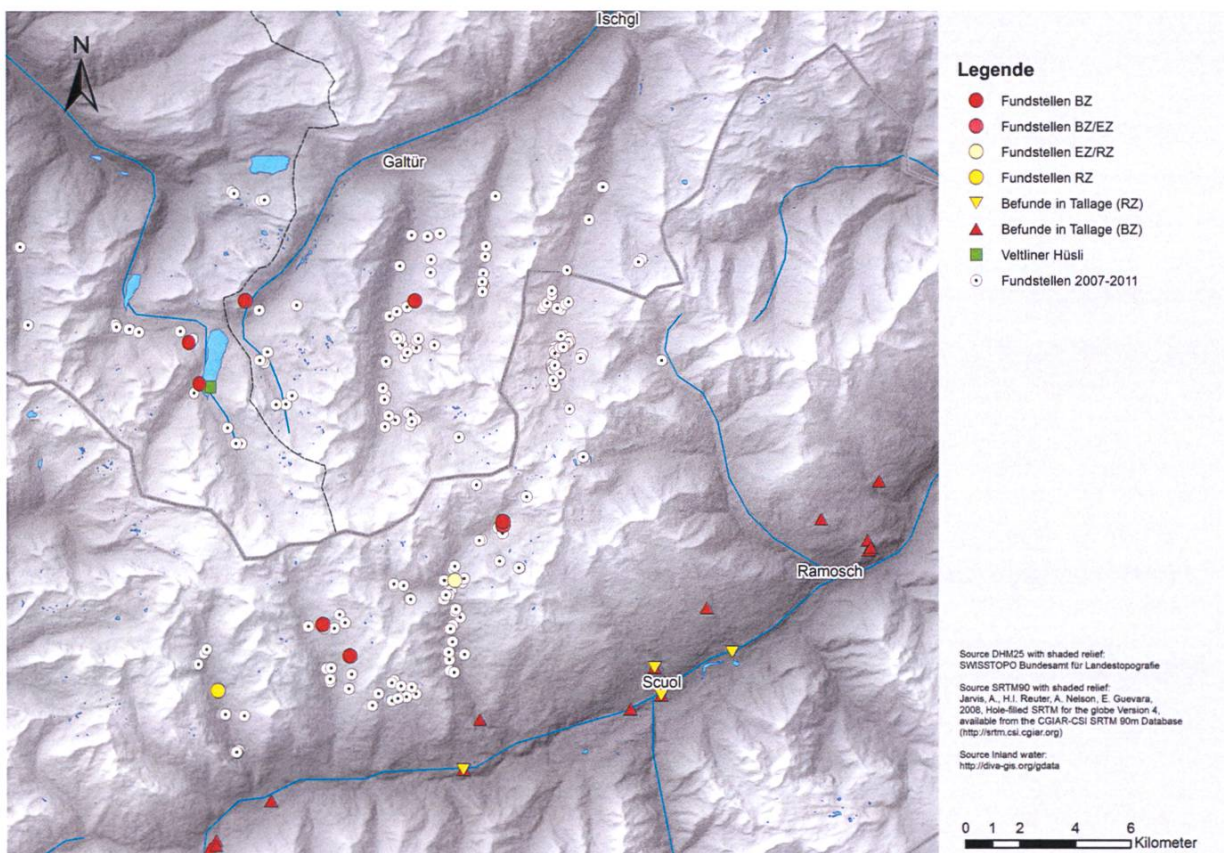 Ischgl
N
Galtür
Ramosch
Scuol
Legende
Fundstellen BZ
Fundstellen BZ/EZ
Fundstellen EZ/RZ
Fundstellen RZ
Befunde in Tallage (RZ)
Befunde in Tallage (BZ)
Veltliner Hüsli
Fundstellen 2007-2011
Source DHM25 with shaded relief:
SWISSTOPO Bundesamt für Landestopografie
Source SRTM90 with shaded relief:
Jarvis, A., H.I. Reuter, A. Nelson, E. Guevara,
2008, Hole-filled SRTM for the globe Version 4,
available from the CGIAR-CSI SRTM 90m Database
(http://srtm.csi.cgiar.org)
Source Inland water:
http://diva-gis.org/gdata
0 1 2 4 6
Kilometer